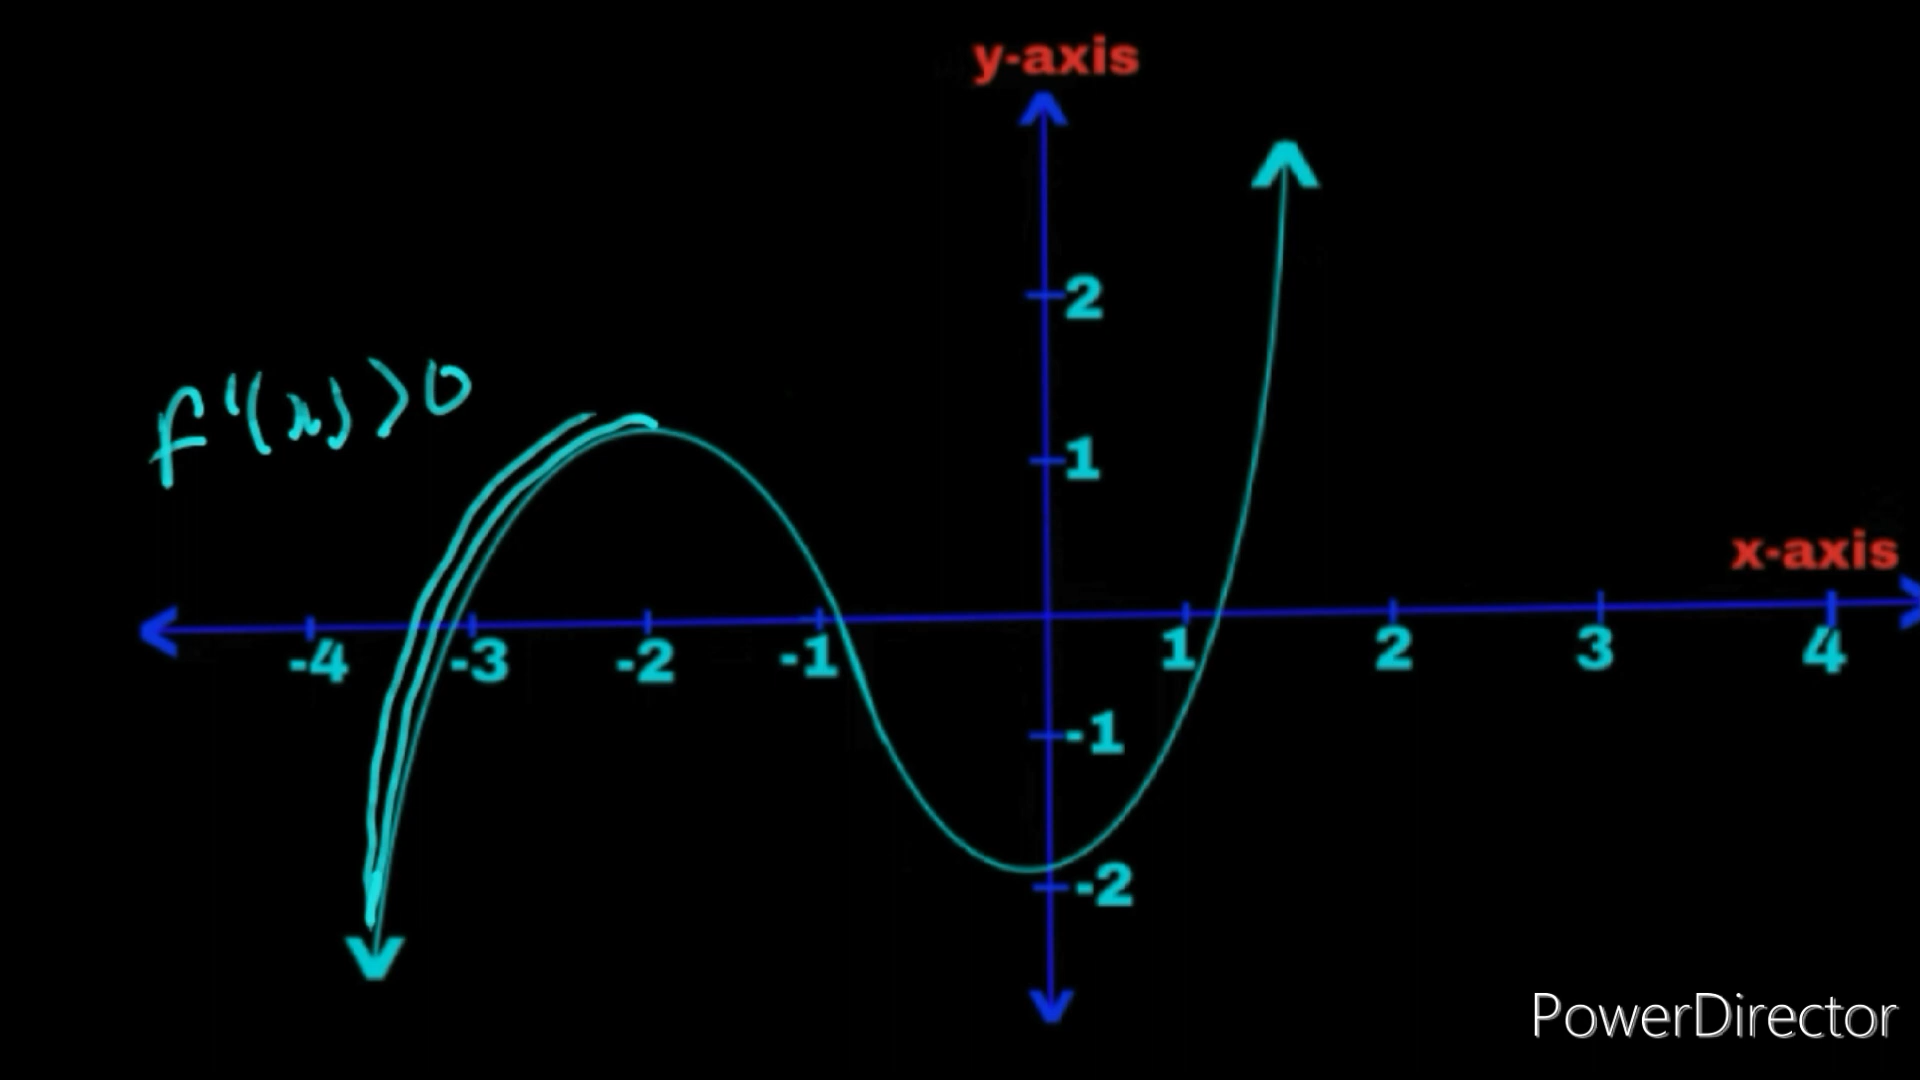 y-axis
2
f'(x)>0
1
x-axis
-4 -3 -2 -1 1 2 3 4
-1
-2
PowerDirector